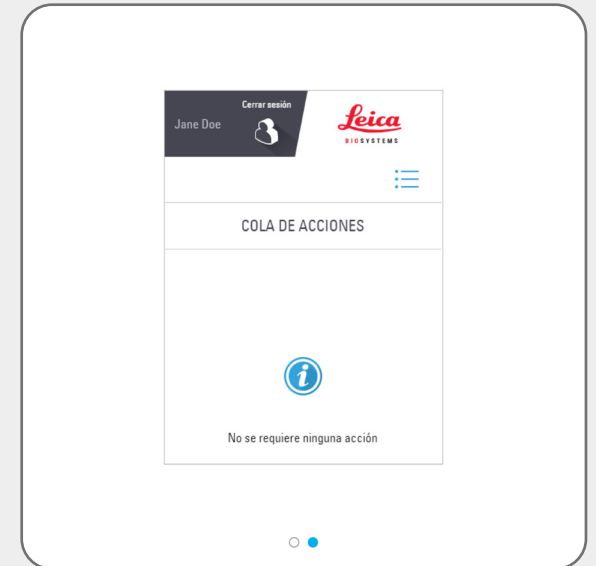 Cerrar sesión
Jane Doe
Leica
BIOSYSTEMS
COLA DE ACCIONES
i
No se requiere ninguna acción